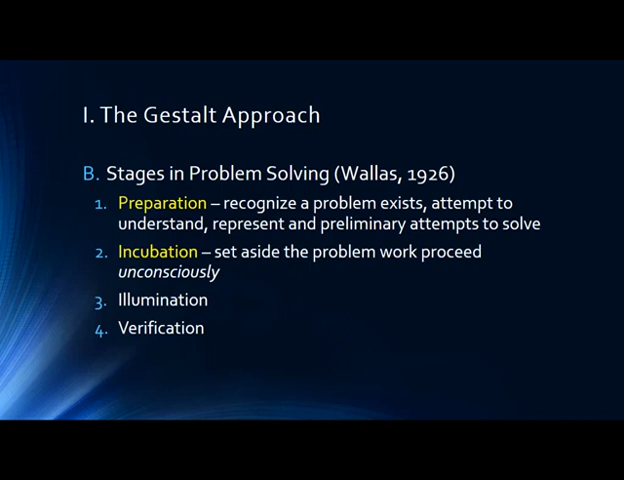 I. The Gestalt Approach
B. Stages in Problem Solving (Wallas, 1926)
1. Preparation – recognize a problem exists, attempt to
understand, represent and preliminary attempts to solve
2. Incubation – set aside the problem work proceed
unconsciously
3. Illumination
4. Verification